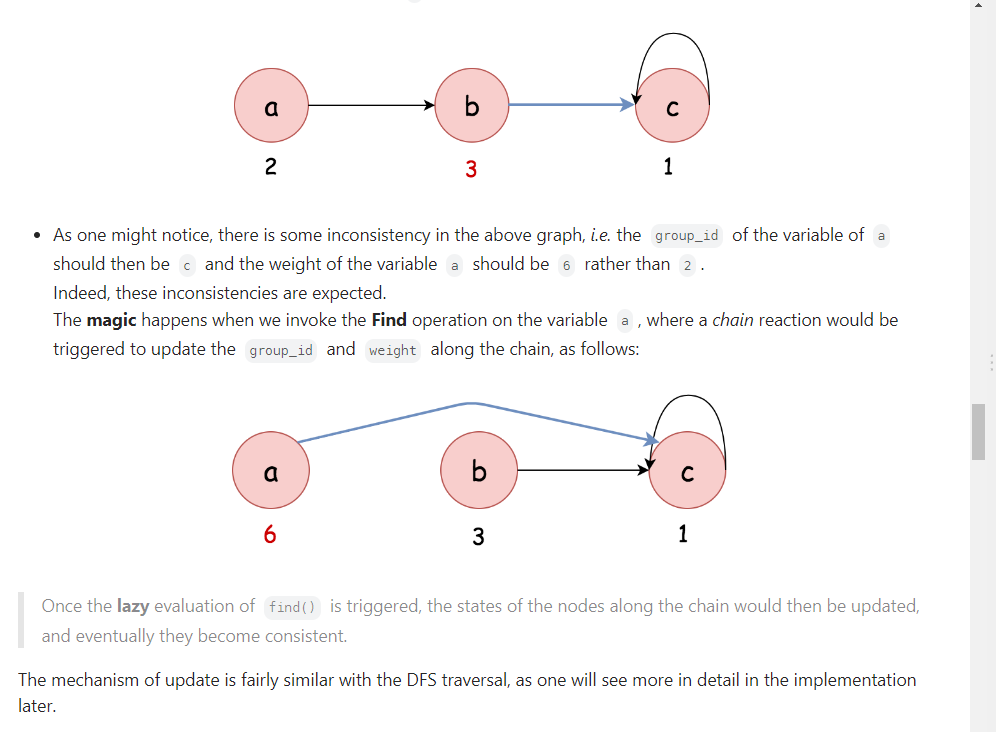 a b c
2 3 1
• As one might notice, there is some inconsistency in the above graph, i.e. the group_id of the variable of a
should then be c and the weight of the variable a should be 6 rather than 2 .
Indeed, these inconsistencies are expected.
The magic happens when we invoke the Find operation on the variable a , where a chain reaction would be
triggered to update the group_id and weight along the chain, as follows:
a b c
6 3 1
Once the lazy evaluation of find() is triggered, the states of the nodes along the chain would then be updated,
and eventually they become consistent.
The mechanism of update is fairly similar with the DFS traversal, as one will see more in detail in the implementation
later.